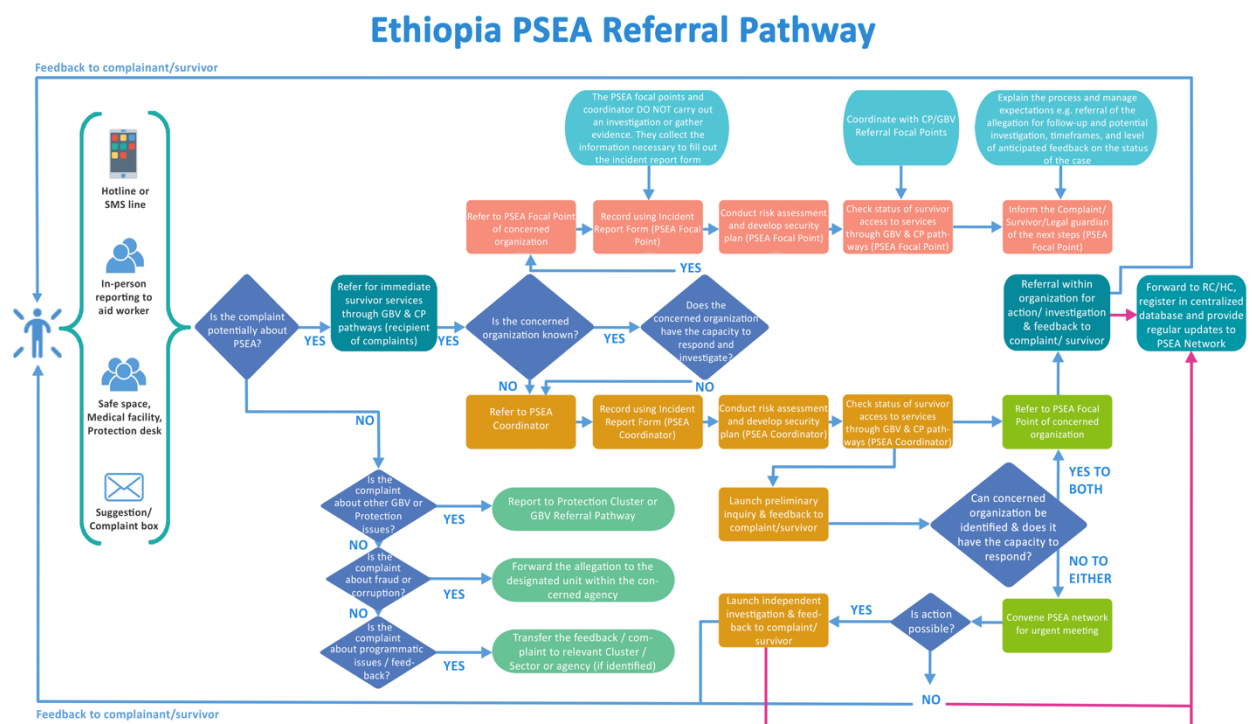 Ethiopia PSEA Referral Pathway
Feedback to complainant/survivor
Hotline or
SMS line
In-person
reporting to
aid worker
Safe space,
Medical facility,
Protection desk
Suggestion/
Complaint box
The PSEA focal points and
coordinator DO NOT carry out
an investigation or gather
evidence. They collect the
information necessary to fill out
the incident report form
Coordinate with CP/GBV
Referral Focal Points
Explain the process and manage
expectations e.g. referral of the
allegation for follow-up and potential
investigation, timeframes, and level
of anticipated feedback on the status
of the case
Refer to PSEA Focal Point
of concerned
organization
Record using Incident
Report Form (PSEA Focal
Point)
Conduct risk assessment
and develop security
plan (PSEA Focal Point)
Check status of survivor
access to services
through GBV & CP path-
ways (PSEA Focal Point)
Inform the Complaint/
Survivor/Legal guardian
of the next steps (PSEA
Focal Point)
YES
Is the complaint
potentially about
PSEA?
YES
Refer for immediate
survivor services
through GBV & CP
pathways (recipient
of complaints)
YES
Is the concerned
organization known?
YES
Does the
concerned organization
have the capacity to
respond and
investigate?
Referral within
organization for
action/ investigation
& feedback to
complaint/ survivor
Forward to RC/HC,
register in centralized
database and provide
regular updates to
PSEA Network
NO
NO
NO
Refer to PSEA
Coordinator
Record using Incident
Report Form (PSEA
Coordinator)
Conduct risk assessment
and develop security
plan (PSEA Coordinator)
Check status of survivor
access to services
through GBV & CP path-
ways (PSEA Coordinator)
Refer to PSEA Focal
Point of concerned
organization
YES TO
BOTH
Is the
complaint
about other GBV or
Protection
issues?
YES
Report to Protection Cluster or
GBV Referral Pathway
Launch preliminary
inquiry & feedback to
complaint/survivor
Can concerned
organization be
identified & does it
have the capacity to
respond?
NO
NO TO
EITHER
Is the
complaint
about fraud or
corruption?
YES
Forward the allegation to the
designated unit within the con-
cerned agency
NO
Is the
complaint
about programmatic
issues / feed-
back?
YES
Transfer the feedback / com-
plaint to relevant Cluster /
Sector or agency (if identified)
Launch independent
investigation & feed-
back to complaint/
survivor
YES
Is action
possible?
Convene PSEA network
for urgent meeting
NO
Feedback to complainant/survivor